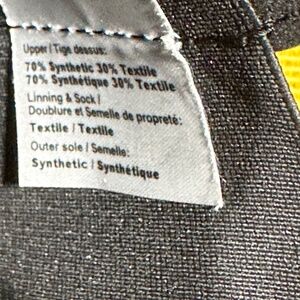 Upper / Tige dessus:
70% Synthetic 30% Textile
70% Synthétique 30% Textile
Linning & Sock /
Doublure et Semelle de propreté:
Textile / Textile
Outer sole / Semelle:
Synthetic / Synthétique